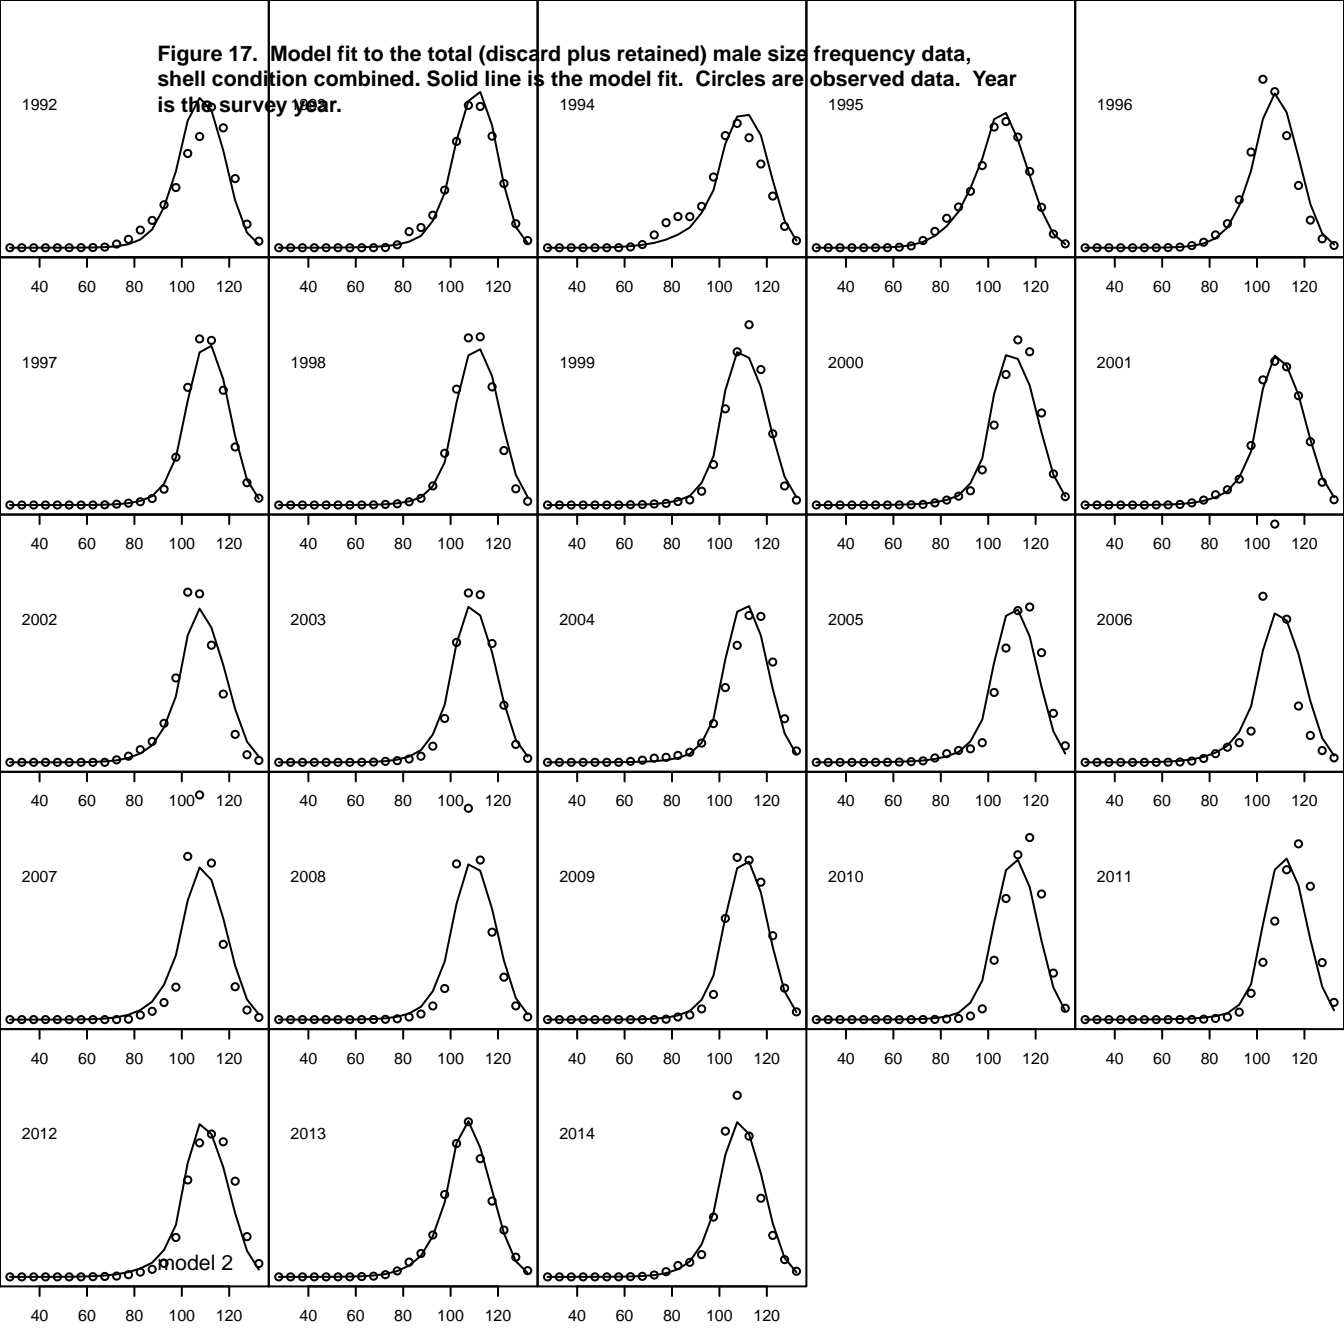 Figure 17. Model fit to the total (discard plus retained) male size frequency data,
shell condition combined. Solid line is the model fit. Circles are observed data. Year
is the survey year.
1992 1993 1994 1995 1996
40 60 80 100 120 40 60 80 100 120 40 60 80 100 120 40 60 80 100 120 40 60 80 100 120
1997 1998 1999 2000 2001
40 60 80 100 120 40 60 80 100 120 40 60 80 100 120 40 60 80 100 120 40 60 80 100 120
2002 2003 2004 2005 2006
40 60 80 100 120 40 60 80 100 120 40 60 80 100 120 40 60 80 100 120 40 60 80 100 120
2007 2008 2009 2010 2011
40 60 80 100 120 40 60 80 100 120 40 60 80 100 120 40 60 80 100 120 40 60 80 100 120
2012 2013 2014
model 2
40 60 80 100 120 40 60 80 100 120 40 60 80 100 120